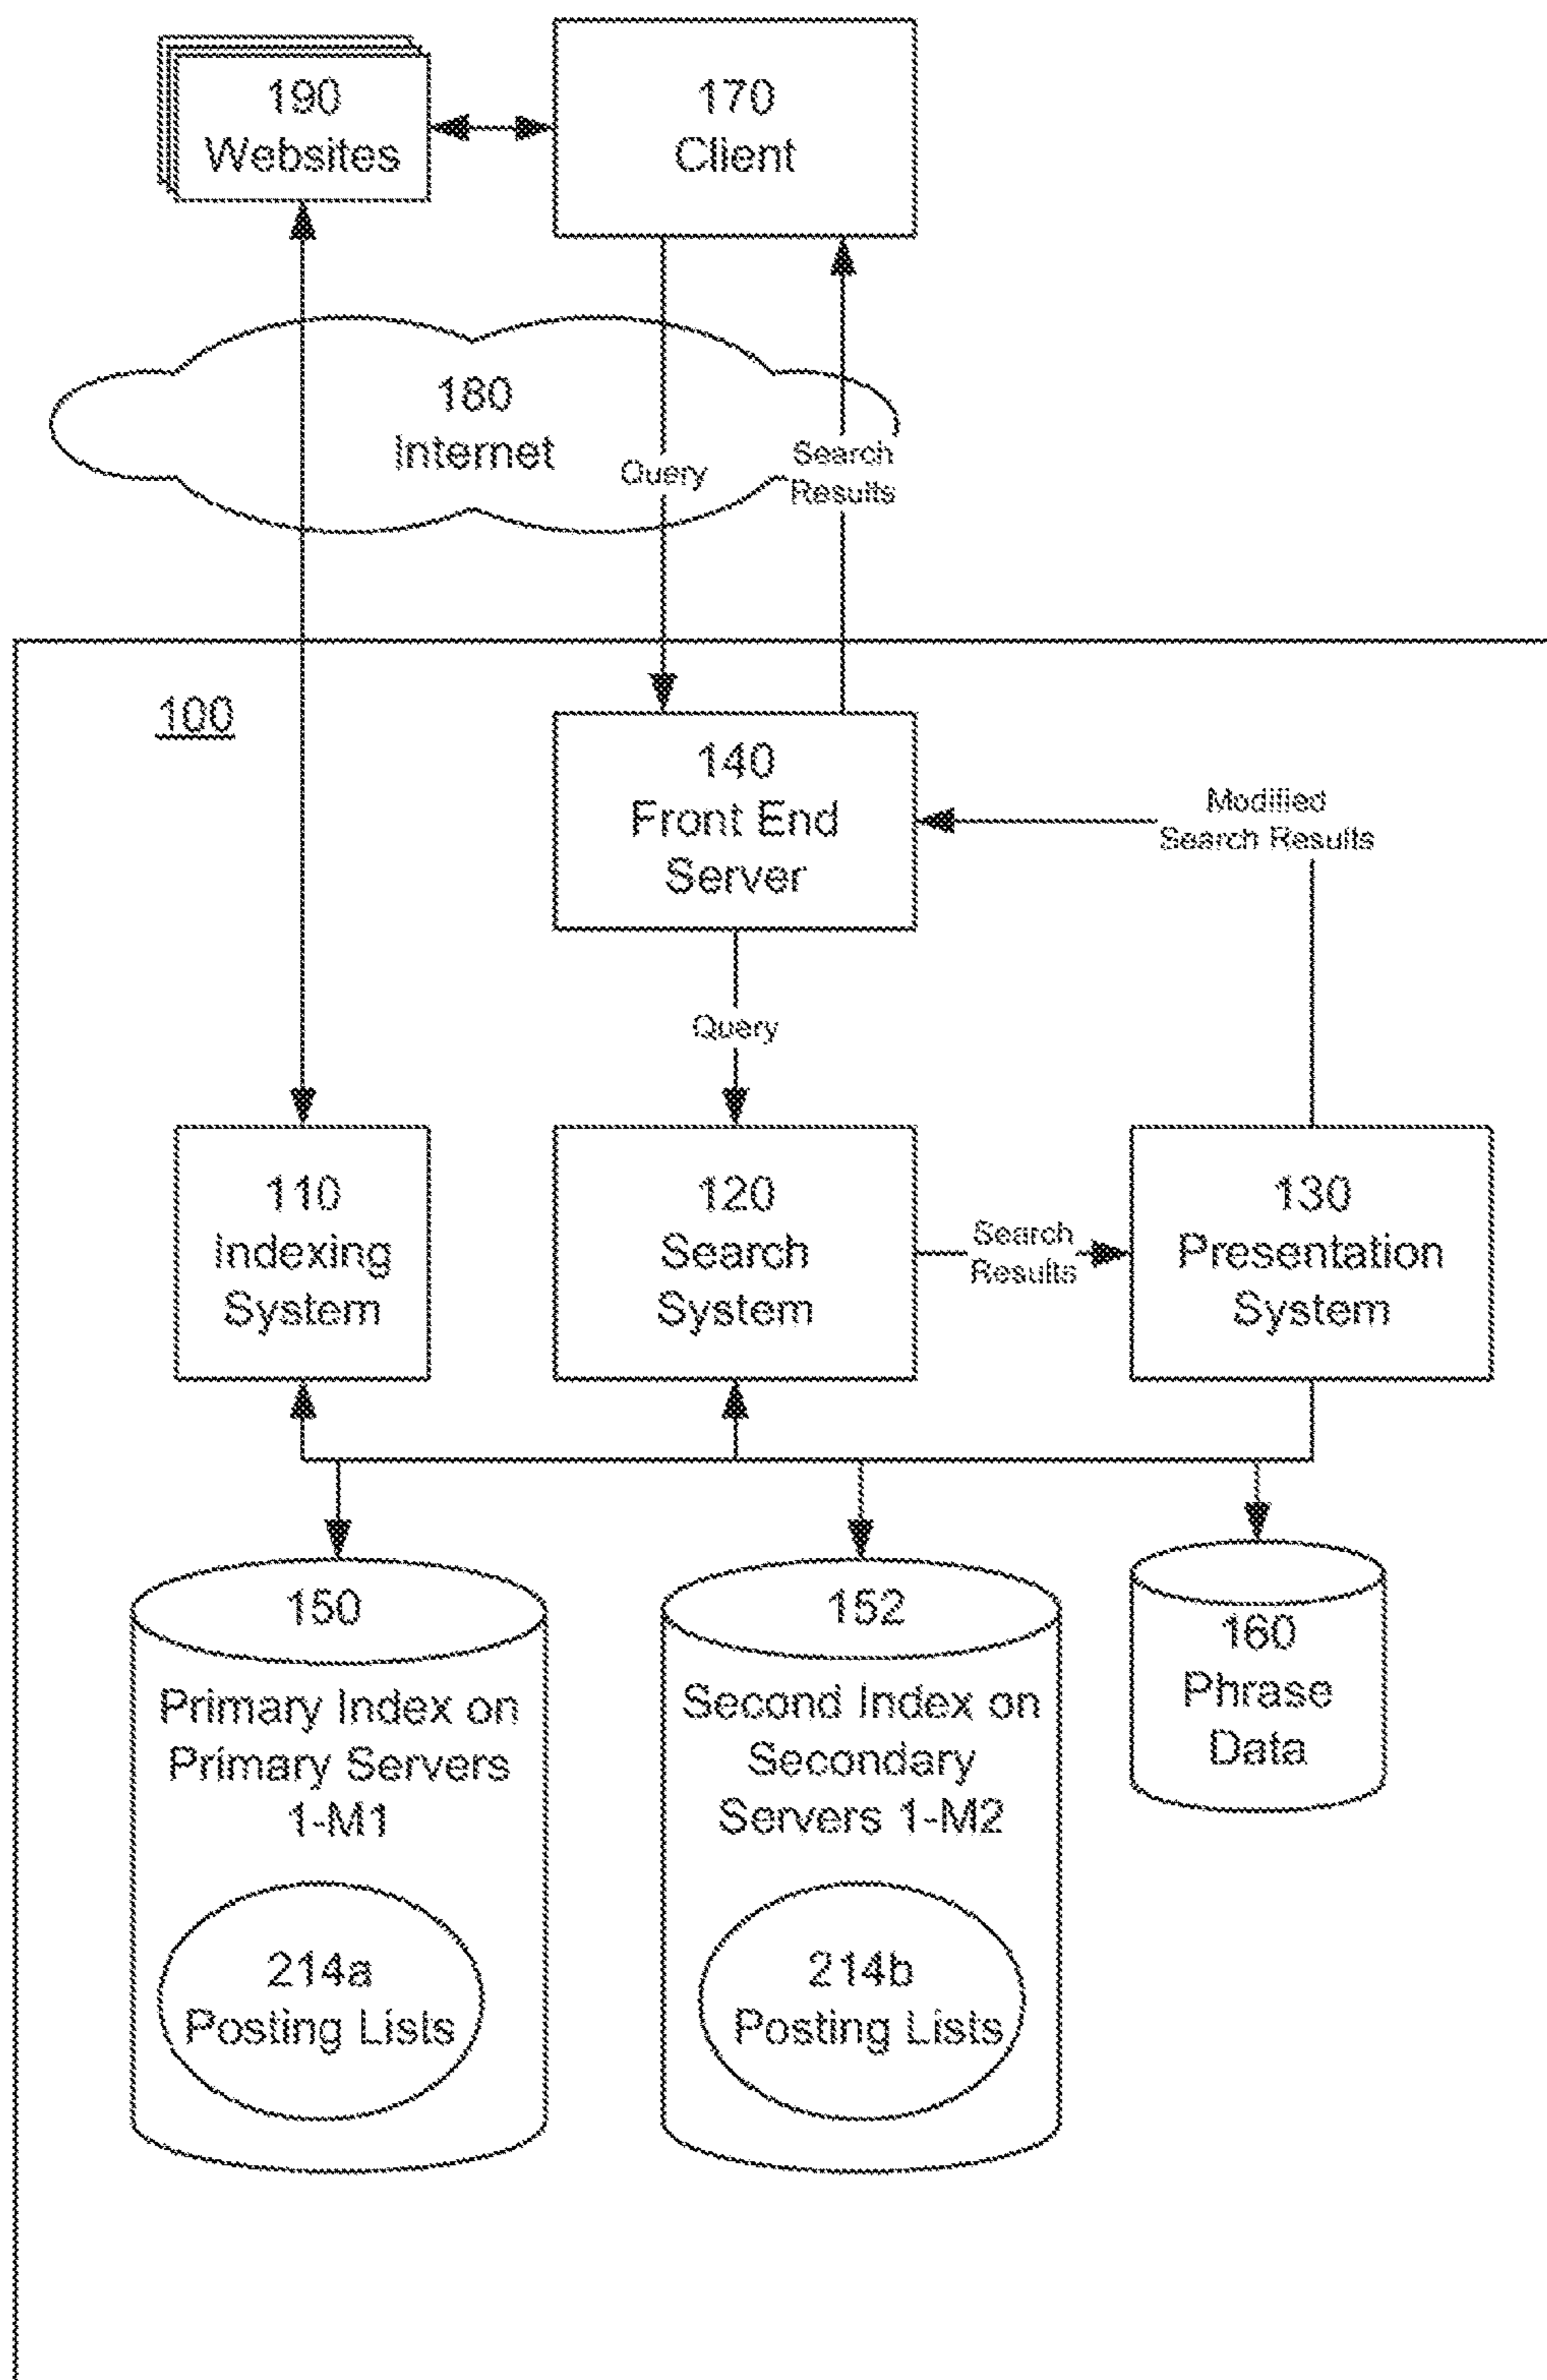 190
Websites
170
Client
180
Internet
Query
Search
Results
100
140
Front End
Server
Modified
Search Results
Query
110
Indexing
System
120
Search
System
Search
Results
130
Presentation
System
150
Primary Index on
Primary Servers
1-M1
214a
Posting Lists
152
Second Index on
Secondary
Servers 1-M2
214b
Posting Lists
160
Phrase
Data